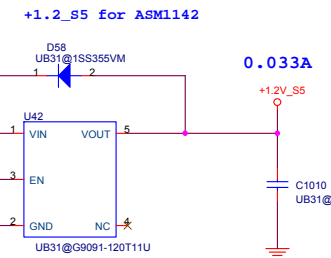 +1.2_S5 for ASM1142
D58
UB31@1SS355VM
1 2
0.033A
+1.2V_S5
U42
1 VIN VOUT 5
3 EN
2 GND NC 4
C1010
UB31@
UB31@G9091-120T11U